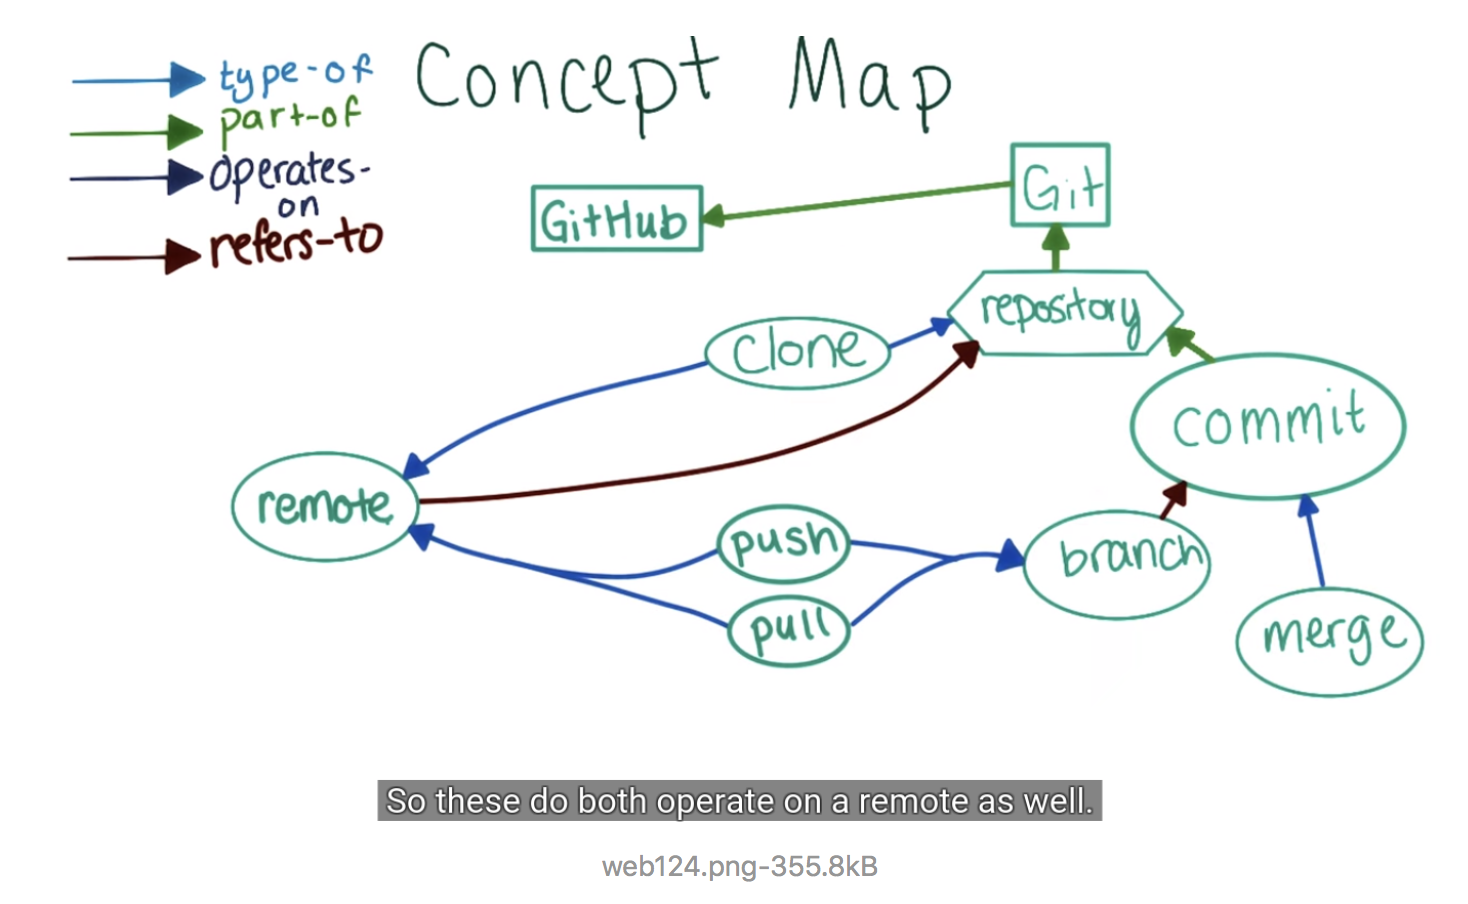 Concept Map
type-of
part-of
operates-
on
refers-to
Git
GitHub
repository
Clone
commit
remote
push
branch
pull
merge
So these do both operate on a remote as well.
web124.png-355.8kB